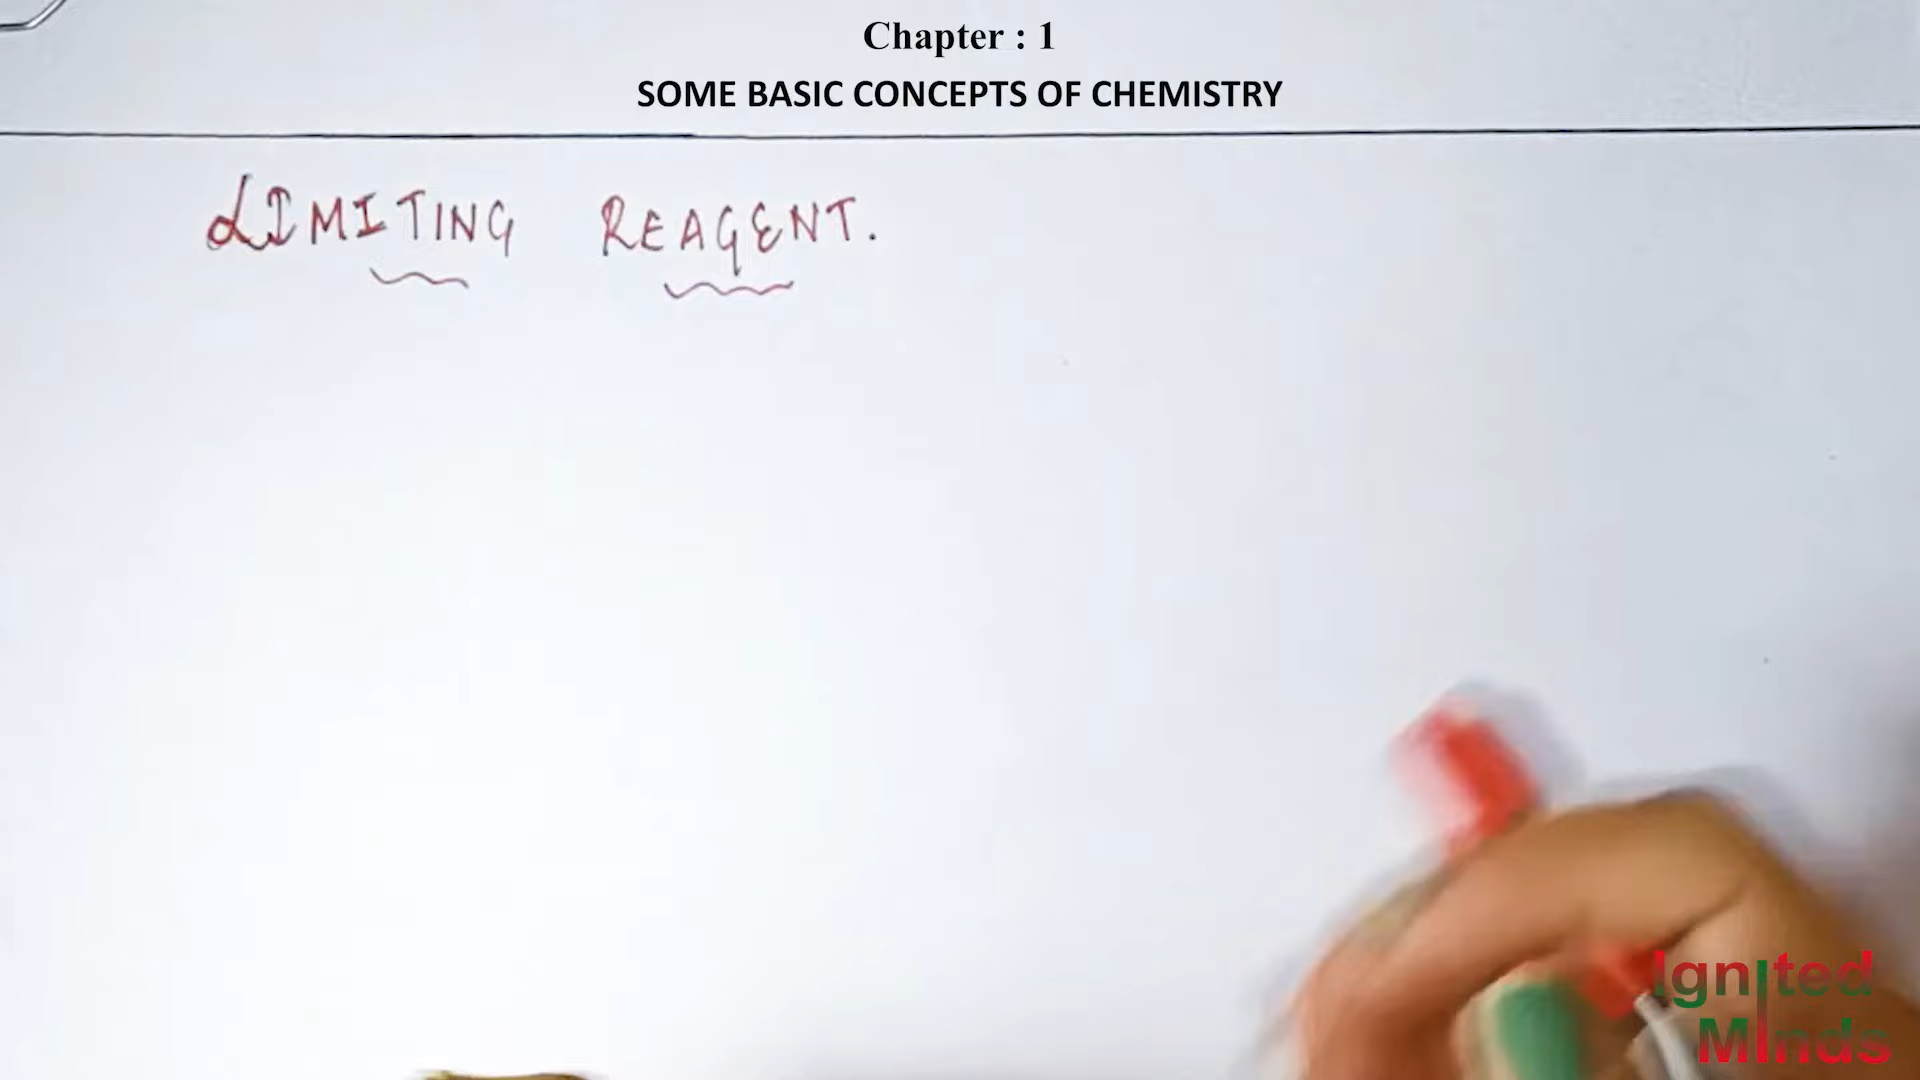 Chapter : 1
SOME BASIC CONCEPTS OF CHEMISTRY
LIMITING REAGENT.
Ignited
Minds